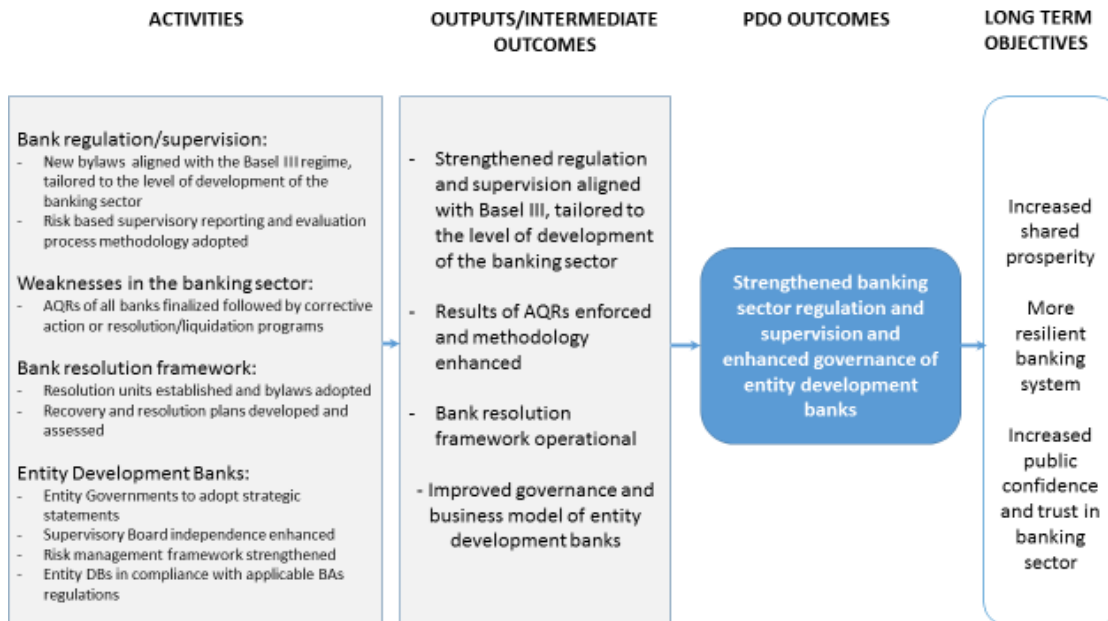 ACTIVITIES
OUTPUTS/INTERMEDIATE
OUTCOMES
PDO OUTCOMES
LONG TERM
OBJECTIVES
Bank regulation/supervision:
- New bylaws aligned with the Basel III regime,
tailored to the level of development of the
banking sector
- Risk based supervisory reporting and evaluation
process methodology adopted
Weaknesses in the banking sector:
- AQRs of all banks finalized followed by corrective
action or resolution/liquidation programs
Bank resolution framework:
- Resolution units established and bylaws adopted
- Recovery and resolution plans developed and
assessed
Entity Development Banks:
- Entity Governments to adopt strategic
statements
- Supervisory Board independence enhanced
- Risk management framework strengthened
- Entity DBs in compliance with applicable BAs
regulations
- Strengthened regulation
and supervision aligned
with Basel III, tailored to
the level of development
of the banking sector
- Results of AQRs enforced
and methodology
enhanced
- Bank resolution
framework operational
- Improved governance and
business model of entity
development banks
Strengthened banking
sector regulation and
supervision and
enhanced governance of
entity development
banks
Increased
shared
prosperity
More
resilient
banking
system
Increased
public
confidence
and trust in
banking
sector